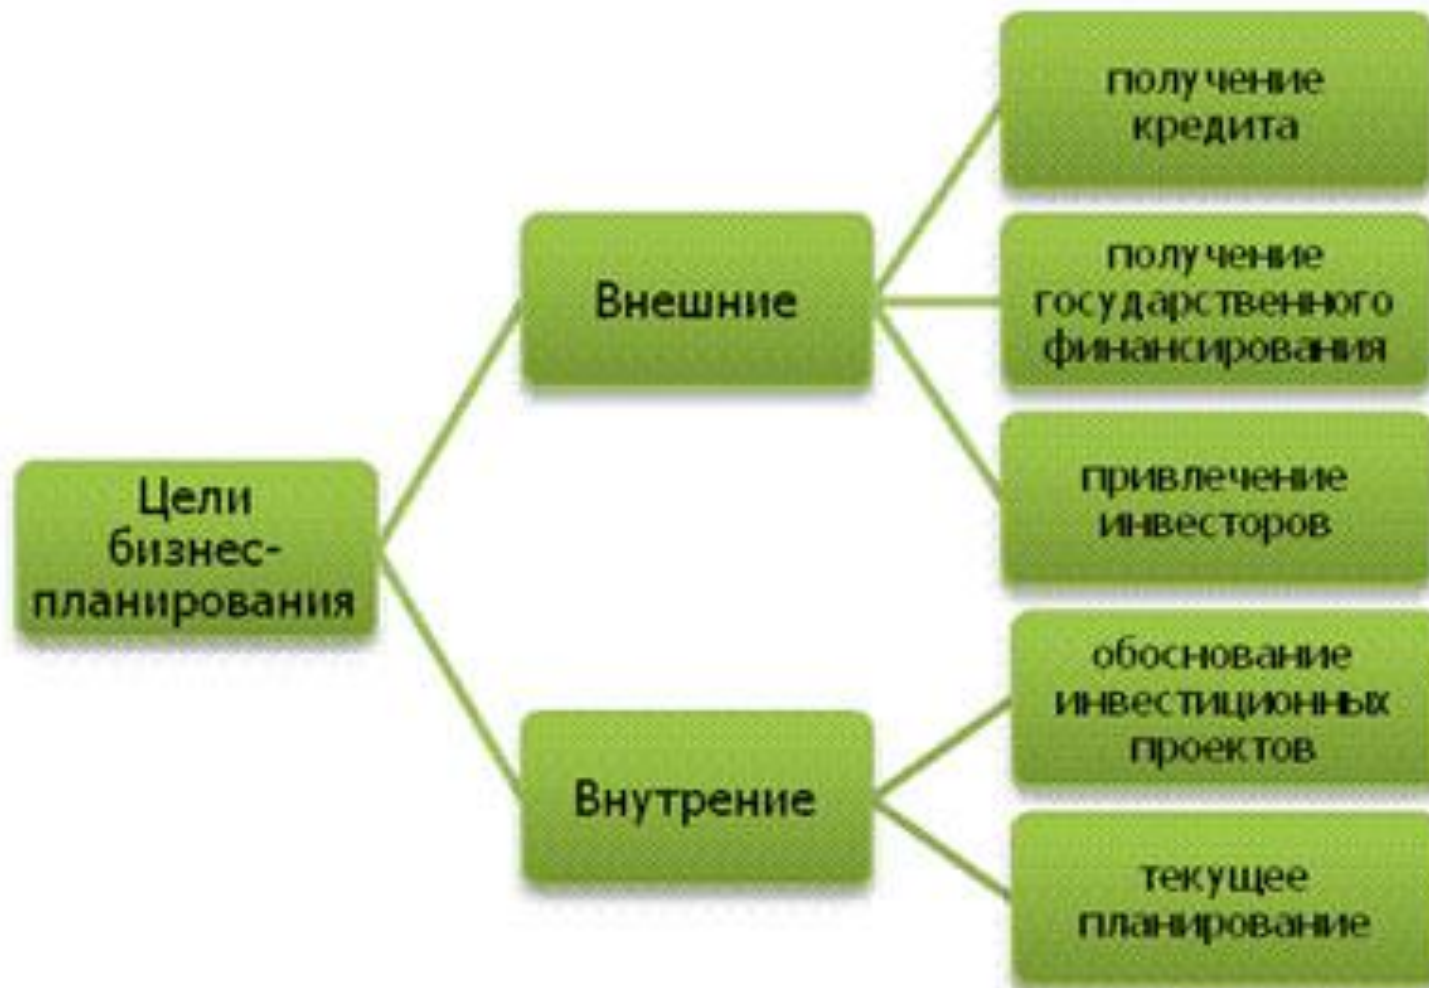 Цели
бизнес-
планирования
Внешние
получение
кредита
получение
государственного
финансирования
привлечение
инвесторов
Внутрение
обоснование
инвестиционных
проектов
текущее
планирование